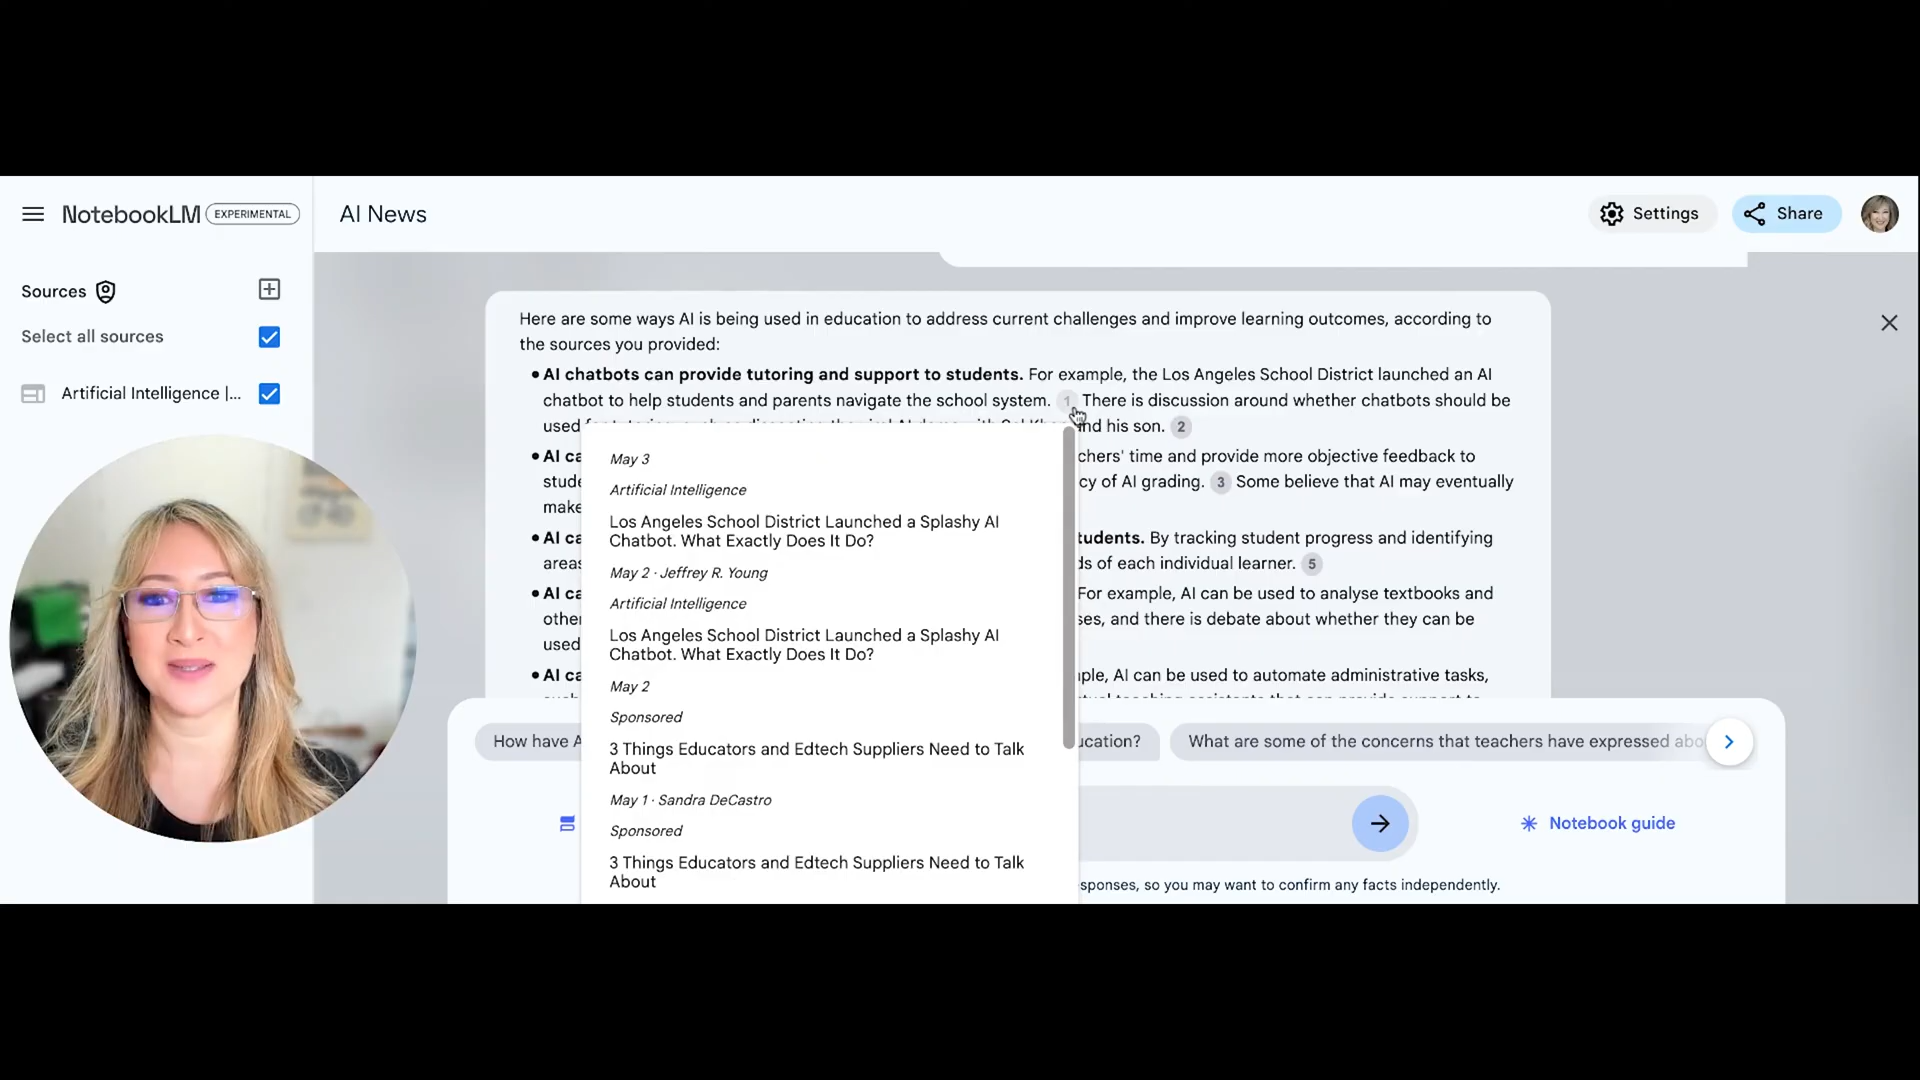 NotebookLM EXPERIMENTAL
AI News
Settings
Share
Sources
Select all sources
Artificial Intelligence |...
Here are some ways AI is being used in education to address current challenges and improve learning outcomes, according to
the sources you provided:
• AI chatbots can provide tutoring and support to students. For example, the Los Angeles School District launched an AI
chatbot to help students and parents navigate the school system. 1 There is discussion around whether chatbots should be
used and his son. 2
• AI ca chers' time and provide more objective feedback to
stude cy of AI grading. 3 Some believe that AI may eventually
make
• AI ca tudents. By tracking student progress and identifying
areas ds of each individual learner. 5
• AI ca For example, AI can be used to analyse textbooks and
other ses, and there is debate about whether they can be
used
• AI ca ple, AI can be used to automate administrative tasks,
May 3
Artificial Intelligence
Los Angeles School District Launched a Splashy AI
Chatbot. What Exactly Does It Do?
May 2 · Jeffrey R. Young
Artificial Intelligence
Los Angeles School District Launched a Splashy AI
Chatbot. What Exactly Does It Do?
May 2
Sponsored
3 Things Educators and Edtech Suppliers Need to Talk
About
May 1 · Sandra DeCastro
Sponsored
3 Things Educators and Edtech Suppliers Need to Talk
About
How have A ucation?
What are some of the concerns that teachers have expressed abo
Notebook guide
sponses, so you may want to confirm any facts independently.